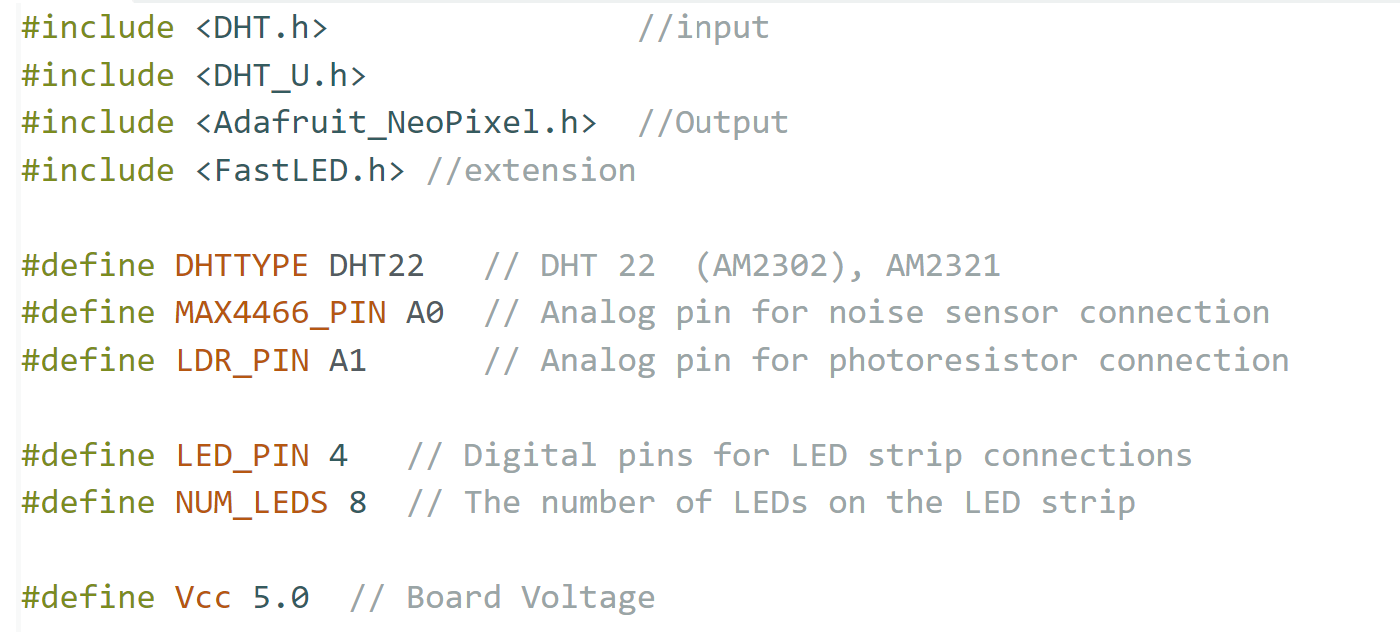 #include <DHT.h>                //input
#include <DHT_U.h>
#include <Adafruit_NeoPixel.h>  //Output
#include <FastLED.h> //extension
#define DHTTYPE DHT22   // DHT 22  (AM2302), AM2321
#define MAX4466_PIN A0  // Analog pin for noise sensor connection
#define LDR_PIN A1      // Analog pin for photoresistor connection
#define LED_PIN 4   // Digital pins for LED strip connections
#define NUM_LEDS 8  // The number of LEDs on the LED strip
#define Vcc 5.0  // Board Voltage